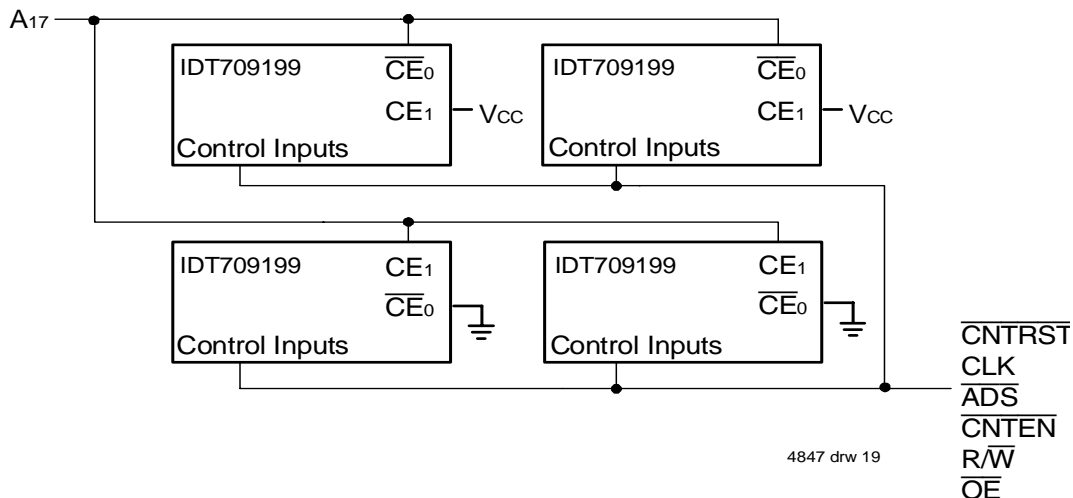 A17
IDT709199
CE0
CE1
VCC
Control Inputs
IDT709199
CE0
CE1
VCC
Control Inputs
IDT709199
CE1
CE0
Control Inputs
IDT709199
CE1
CE0
Control Inputs
CNTRST
CLK
ADS
CNTEN
R/W
OE
4847 drw 19